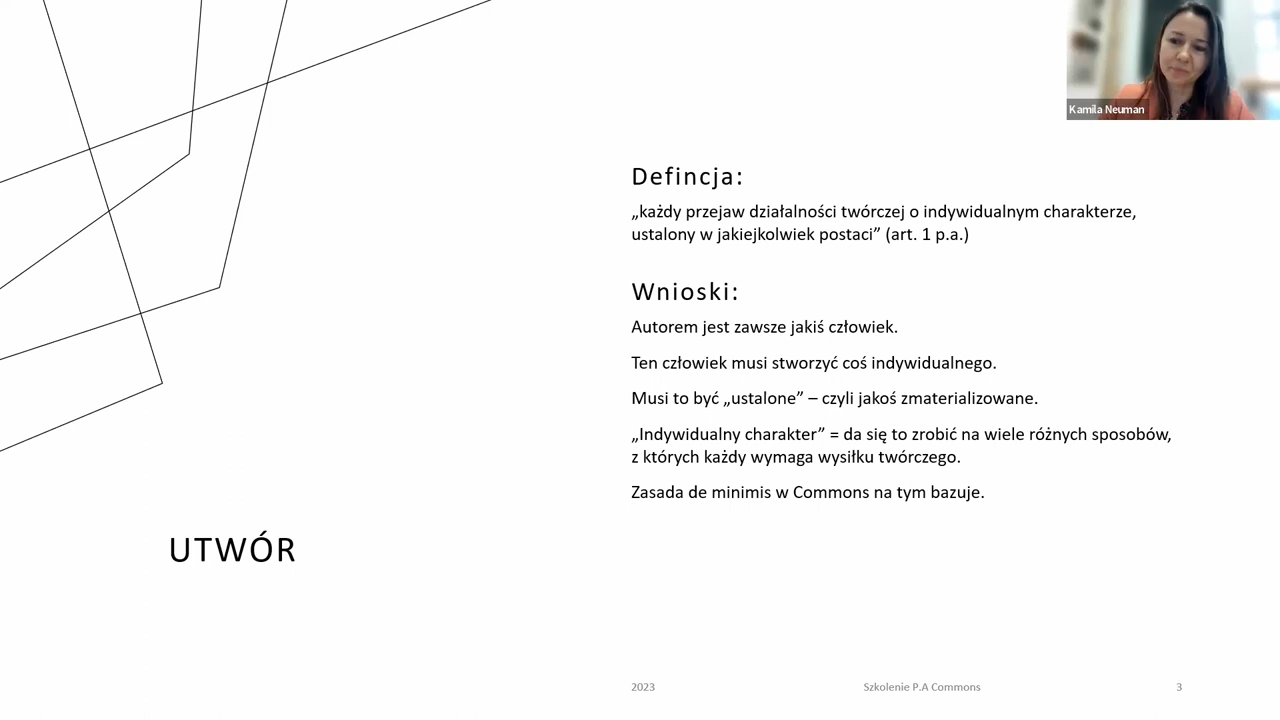 Kamila Neuman
Defincja:
„każdy przejaw działalności twórczej o indywidualnym charakterze,
ustalony w jakiejkolwiek postaci” (art. 1 p.a.)
Wnioski:
Autorem jest zawsze jakiś człowiek.
Ten człowiek musi stworzyć coś indywidualnego.
Musi to być „ustalone” – czyli jakoś zmaterializowane.
„Indywidualny charakter” = da się to zrobić na wiele różnych sposobów,
z których każdy wymaga wysiłku twórczego.
Zasada de minimis w Commons na tym bazuje.
UTWÓR
2023
Szkolenie P.A Commons
3